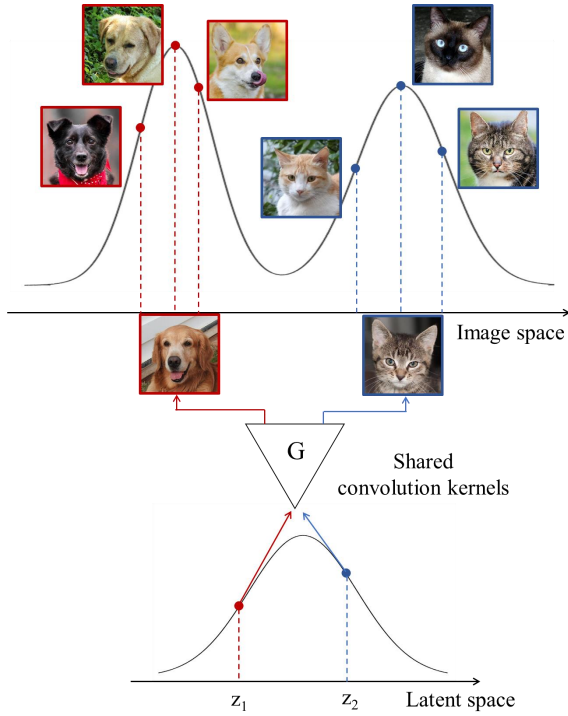 Image space
G
Shared
convolution kernels
z₁
z₂
Latent space